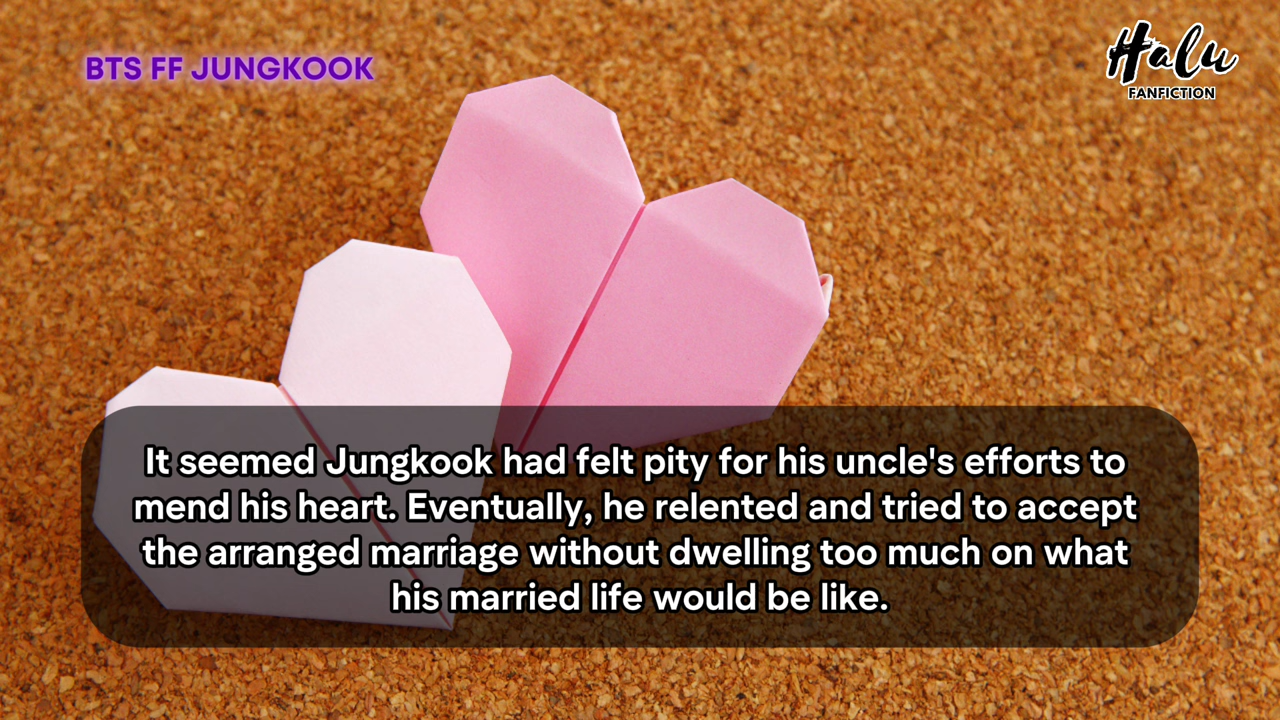 BTS FF JUNGKOOK
Halu
FANFICTION
It seemed Jungkook had felt pity for his uncle's efforts to
mend his heart. Eventually, he relented and tried to accept
the arranged marriage without dwelling too much on what
his married life would be like.